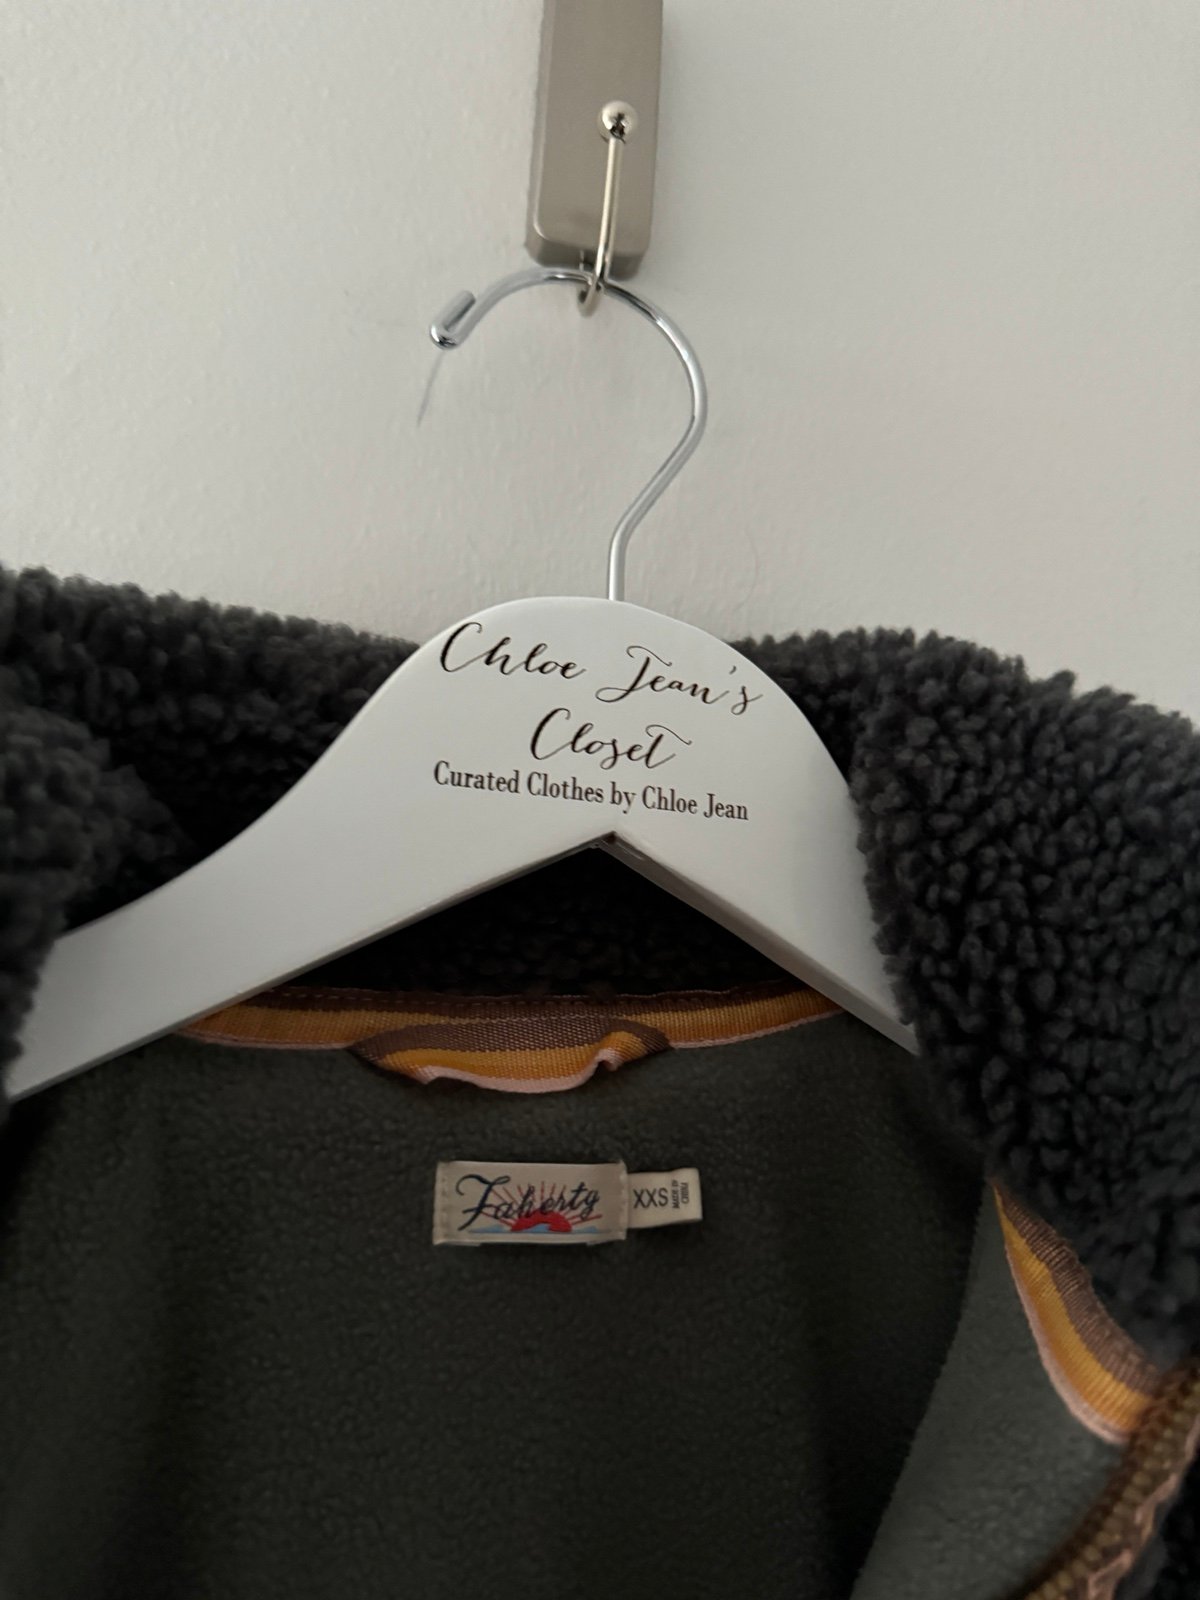 Chloe Jean's
Closet
Curated Clothes by Chloe Jean
Faherty
XXS